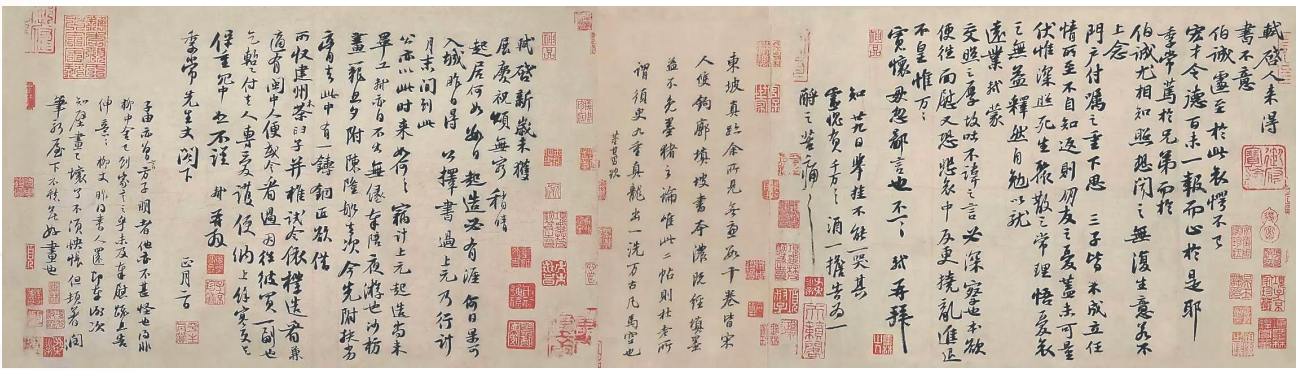 軾啓人來得
書不意
伯誠遽至於此哀愕不已
宏才令德百未一報而止於是耶
季常篤於兄弟而於
伯誠尤相知照想聞之無復生意若不
上念
門户付囑之重下思三子皆未成立任
情所至不自知返則朋友之憂蓋未可量
伏惟深照死生聚散之常理悟憂哀
之無益釋然自勉以就
遠業軾蒙
交照之厚故吐不諱之言必深察也本欲
便往面慰又恐悲哀中反更撓亂進退
不皇惟萬萬
寬懷毋忽鄙言也不一一軾再拜
知廿九日舉掛不能一哭其
靈愧負千万千万酒一擔告為一
酹之苦痛苦痛
東坡真跡余所見無慮數十卷皆宋
人雙鉤廓填坡書本濃既經填墨
益不免墨豬之論唯此二帖則杜老所
謂須臾九重真龍出一洗万古凡馬空也
董其昌題
軾啓新歲未獲
展慶祝頌無窮稍晴
起居何如數日起造必有涯何日果可
入城昨日得公擇書過上元乃行計
月末間到此
公亦以此時來如何如何竊計上元起造尚未
畢工軾亦自不出無緣奉陪夜遊也沙枋
畫籠旦夕附陳隆船去次今先附扶劣
膏去此中有一鑄銅匠欲借
所收建州木茶臼子并椎試令依樣造看兼
適有閩中人便或令看過因往彼買一副也
乞暫付去人專愛護便納上餘寒更乞
保重冗中恕不謹軾再拜
季常先生丈閣下正月二日
子由亦曾言方子明者他亦不甚怪也得非
柳中舍已到家言之乎未及奉慰疏且告
伸意伸意柳丈昨得書人還即奉謝次
知壁畫已壞了不須怏悵但頓著潤
筆新屋下不愁無好畫也